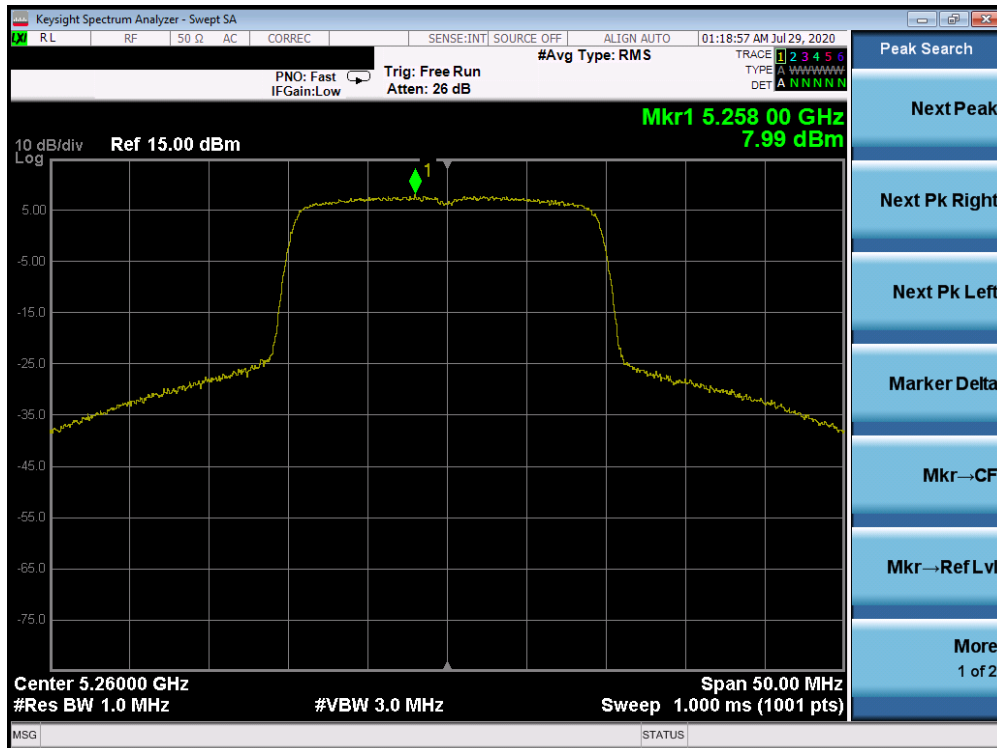 Keysight Spectrum Analyzer - Swept SA
LXI RL RF 50 Ω AC CORREC SENSE:INT SOURCE OFF ALIGN AUTO 01:18:57 AM Jul 29, 2020
#Avg Type: RMS
TRACE 1 2 3 4 5 6
PNO: Fast Trig: Free Run
TYPE A WWWWW
IFGain:Low Atten: 26 dB
DET A N N N N N
Mkr1 5.258 00 GHz
7.99 dBm
10 dB/div Ref 15.00 dBm
Log
1
5.00
-5.00
-15.0
-25.0
-35.0
-45.0
-55.0
-65.0
-75.0
Center 5.26000 GHz Span 50.00 MHz
#Res BW 1.0 MHz #VBW 3.0 MHz Sweep 1.000 ms (1001 pts)
MSG STATUS
Peak Search
Next Peak
Next Pk Right
Next Pk Left
Marker Delta
Mkr→CF
Mkr→Ref Lvl
More
1 of 2